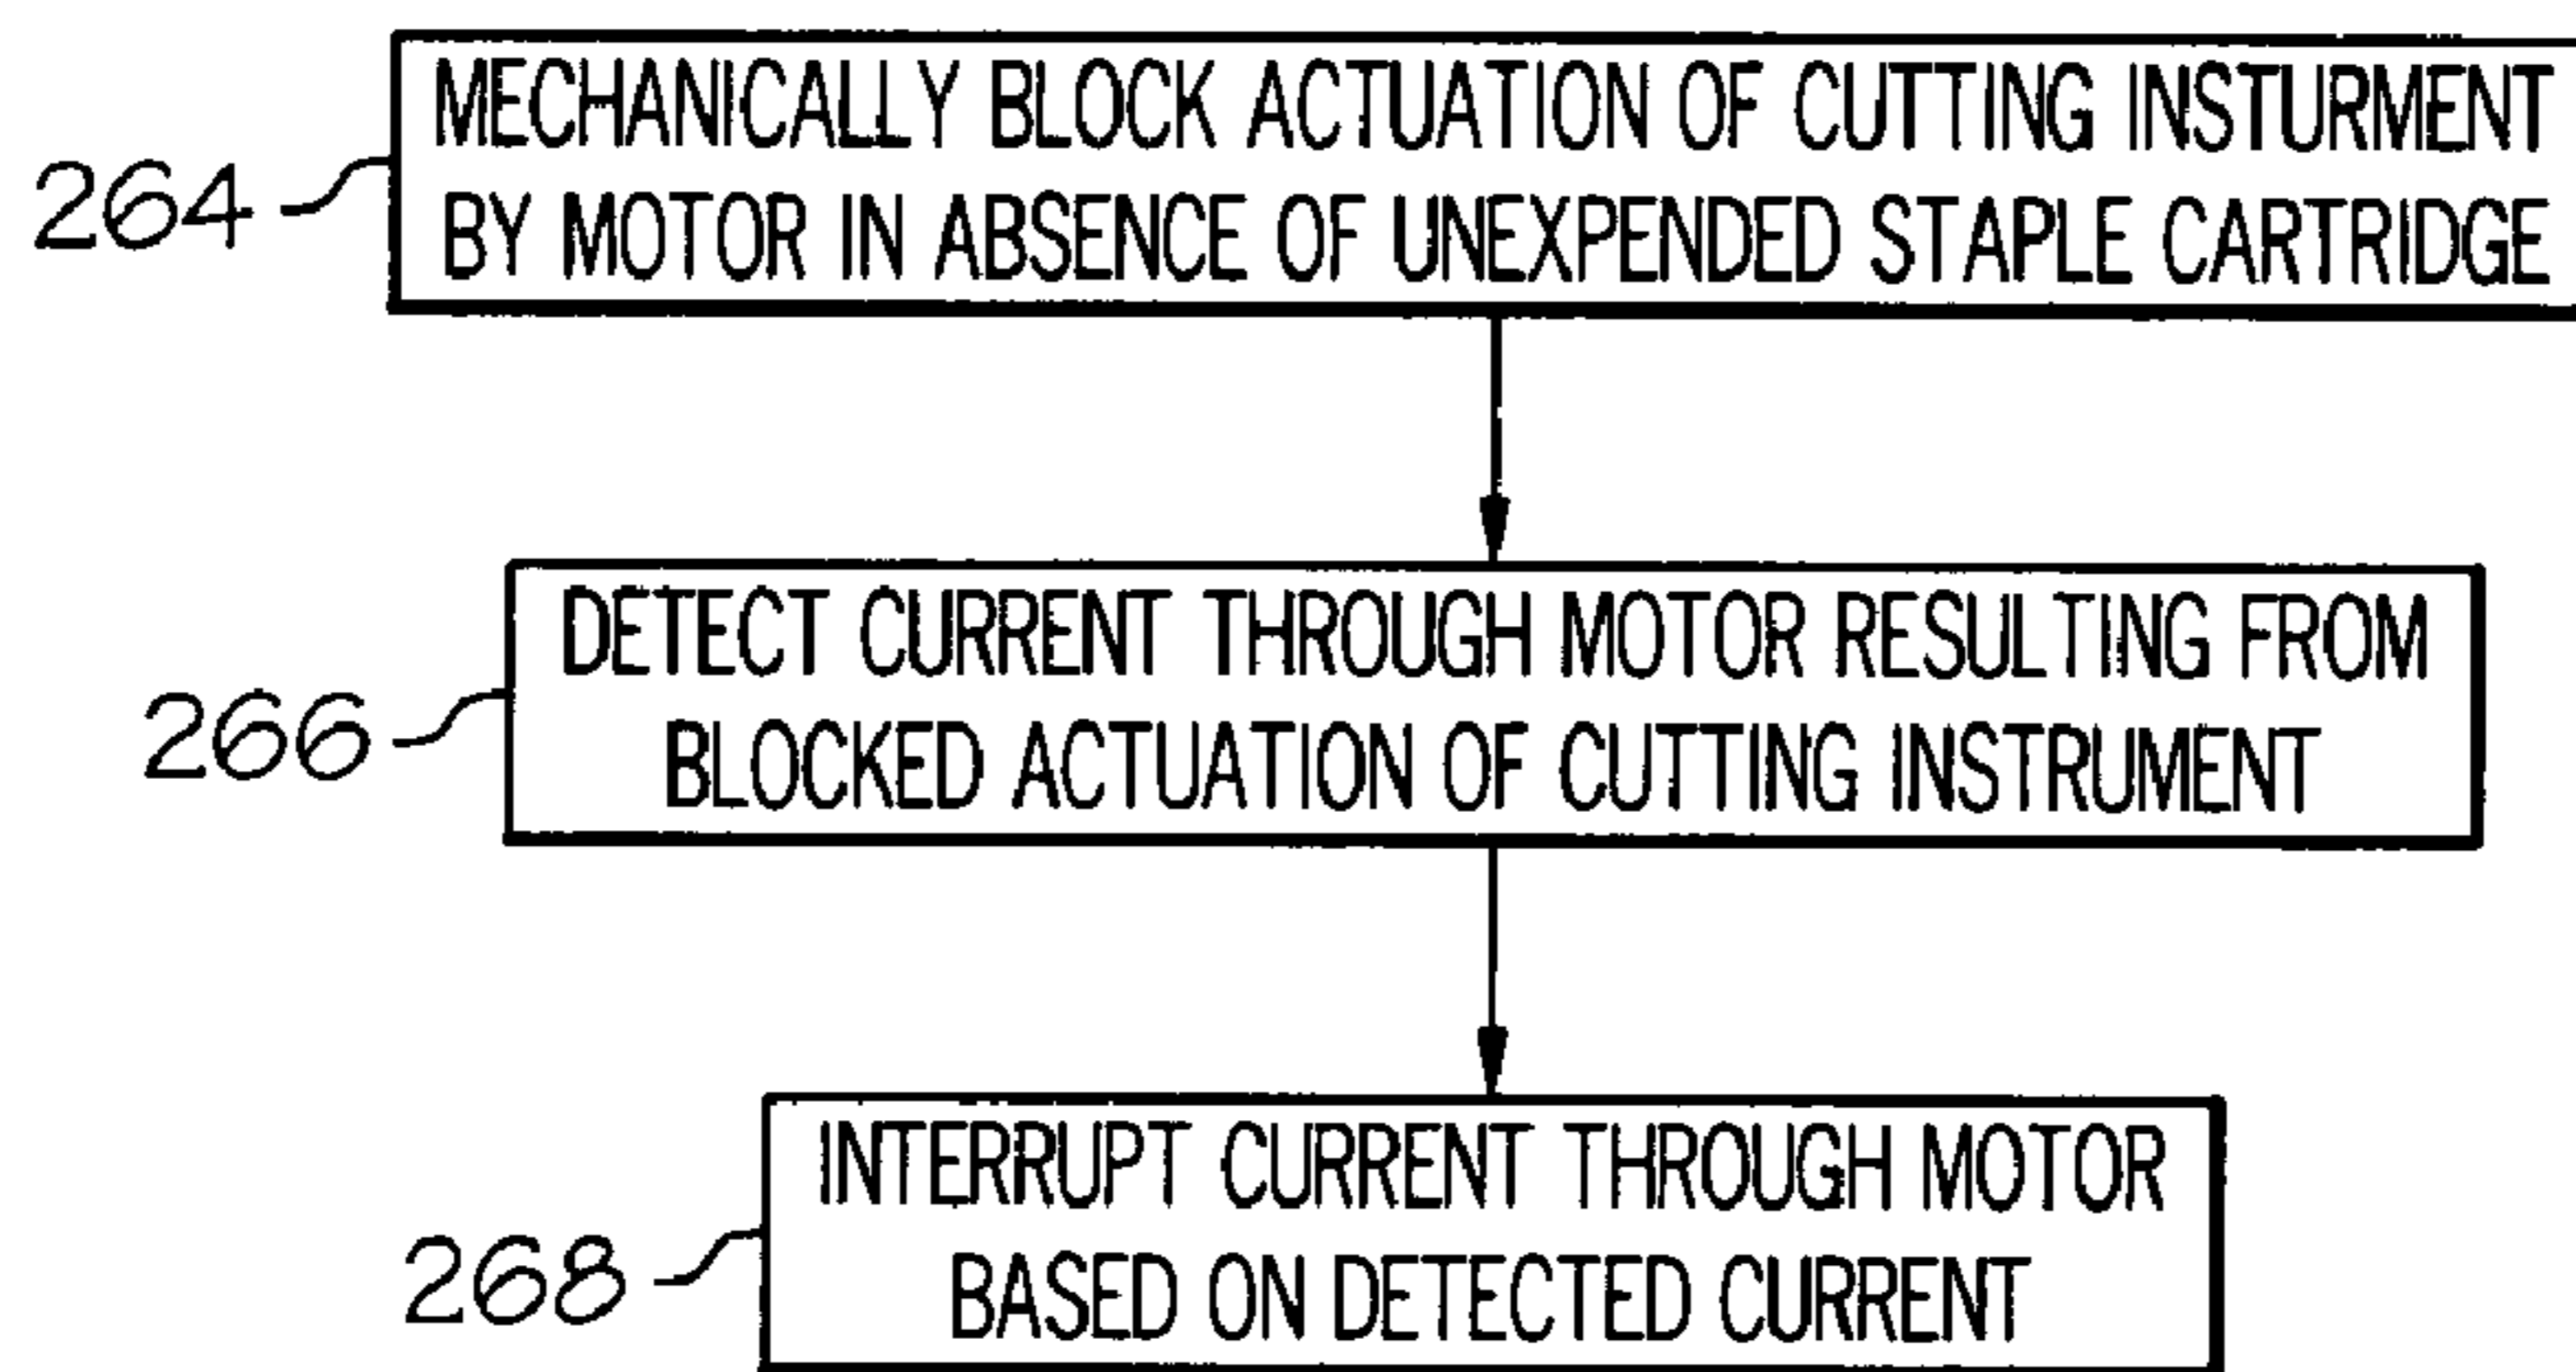 MECHANICALLY BLOCK ACTUATION OF CUTTING INSTURMENT
264
BY MOTOR IN ABSENCE OF UNEXPENDED STAPLE CARTRIDGE
DETECT CURRENT THROUGH MOTOR RESULTING FROM
266
BLOCKED ACTUATION OF CUTTING INSTRUMENT
INTERRUPT CURRENT THROUGH MOTOR
268
BASED ON DETECTED CURRENT